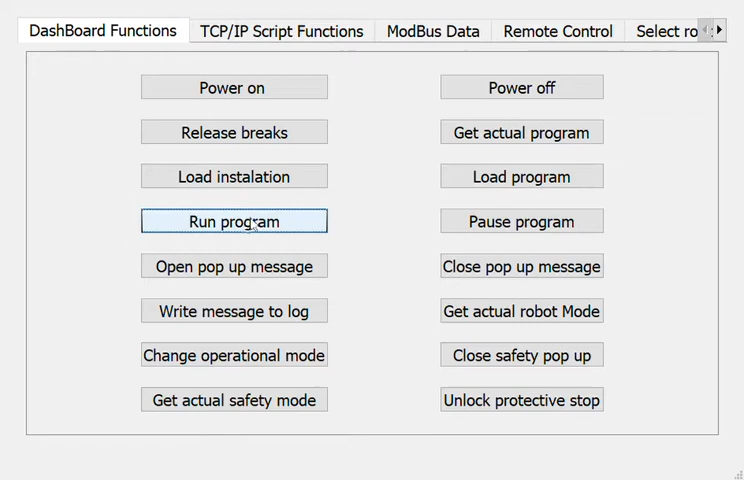 DashBoard Functions TCP/IP Script Functions ModBus Data Remote Control Select ro
Power on Power off
Release breaks Get actual program
Load instalation Load program
Run program Pause program
Open pop up message Close pop up message
Write message to log Get actual robot Mode
Change operational mode Close safety pop up
Get actual safety mode Unlock protective stop